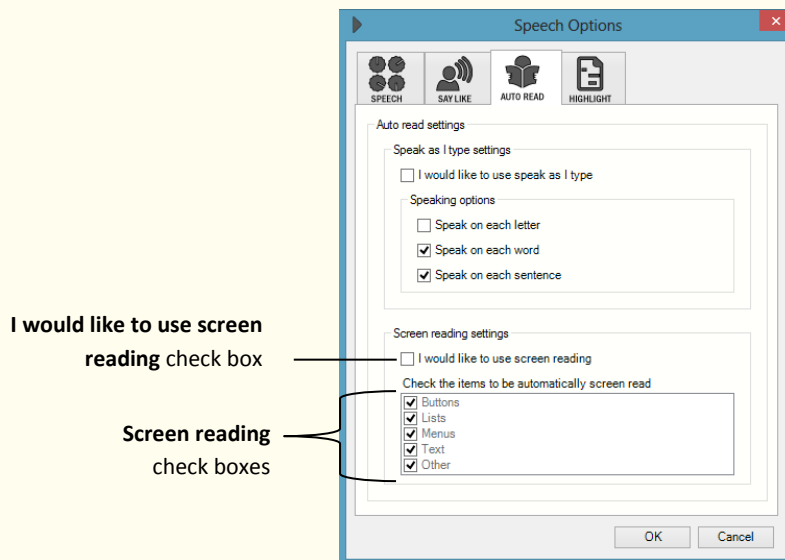 Speech Options
x
SPEECH
SAY LIKE
AUTO READ
HIGHLIGHT
Auto read settings
Speak as I type settings
I would like to use speak as I type
Speaking options
Speak on each letter
Speak on each word
Speak on each sentence
I would like to use screen
reading check box
Screen reading settings
I would like to use screen reading
Check the items to be automatically screen read
Screen reading
check boxes
Buttons
Lists
Menus
Text
Other
OK
Cancel